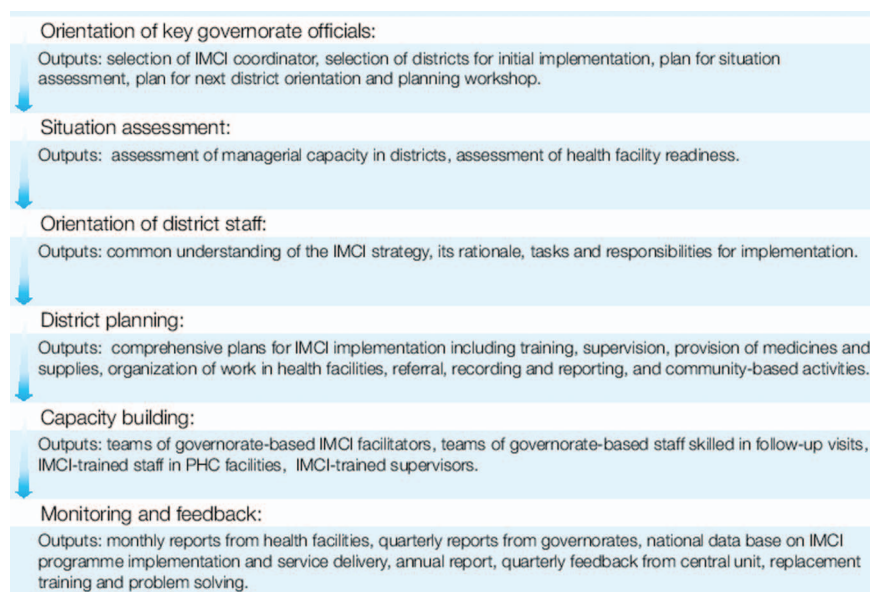 Orientation of key governorate officials:
Outputs: selection of IMCI coordinator, selection of districts for initial implementation, plan for situation
assessment, plan for next district orientation and planning workshop.
Situation assessment:
Outputs:  assessment of managerial capacity in districts, assessment of health facility readiness.
Orientation of district staff:
Outputs: common understanding of the IMCI strategy, its rationale, tasks and responsibilities for implementation.
District planning:
Outputs:  comprehensive plans for IMCI implementation including training, supervision, provision of medicines and
supplies, organization of work in health facilities, referral, recording and reporting, and community-based activities.
Capacity building:
Outputs: teams of governorate-based IMCI facilitators, teams of governorate-based staff skilled in follow-up visits,
IMCI-trained staff in PHC facilities,  IMCI-trained supervisors.
Monitoring and feedback:
Outputs: monthly reports from health facilities, quarterly reports from governorates, national data base on IMCI
programme implementation and service delivery, annual report, quarterly feedback from central unit, replacement
training and problem solving.